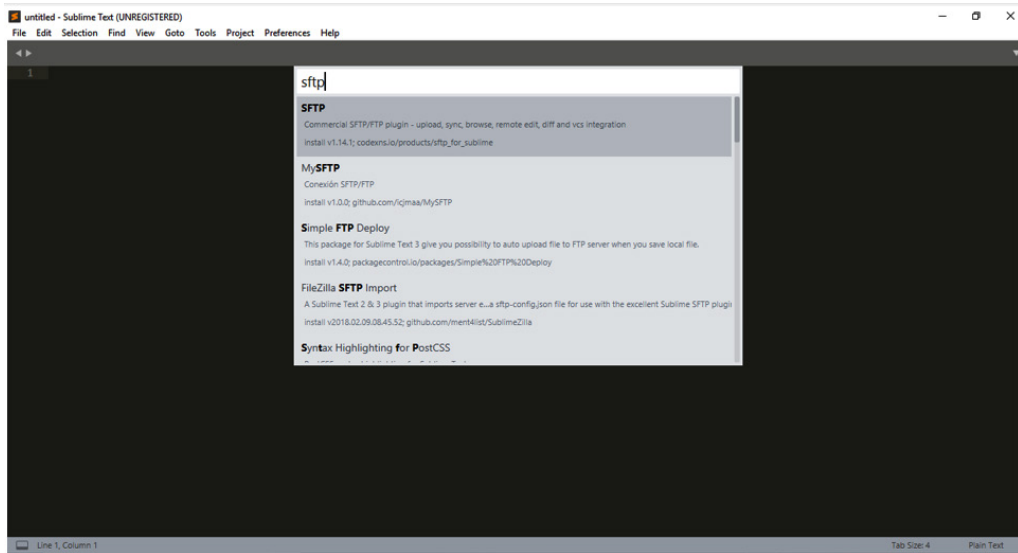 untitled - Sublime Text (UNREGISTERED)
File Edit Selection Find View Goto Tools Project Preferences Help
1
sftp
SFTP
Commercial SFTP/FTP plugin - upload, sync, browse, remote edit, diff and vcs integration
install v1.14.1; codexns.io/products/sftp_for_sublime
MySFTP
Conexión SFTP/FTP
install v1.0.0; github.com/icjmaa/MySFTP
Simple FTP Deploy
This package for Sublime Text 3 give you possibility to auto upload file to FTP server when you save local file.
install v1.4.0; packagecontrol.io/packages/Simple%20FTP%20Deploy
FileZilla SFTP Import
A Sublime Text 2 & 3 plugin that imports server e...a sftp-config.json file for use with the excellent Sublime SFTP plugin
install v2018.02.09.08.45.52; github.com/ment4list/SublimeZilla
Syntax Highlighting for PostCSS
Line 1, Column 1
Tab Size: 4
Plain Text